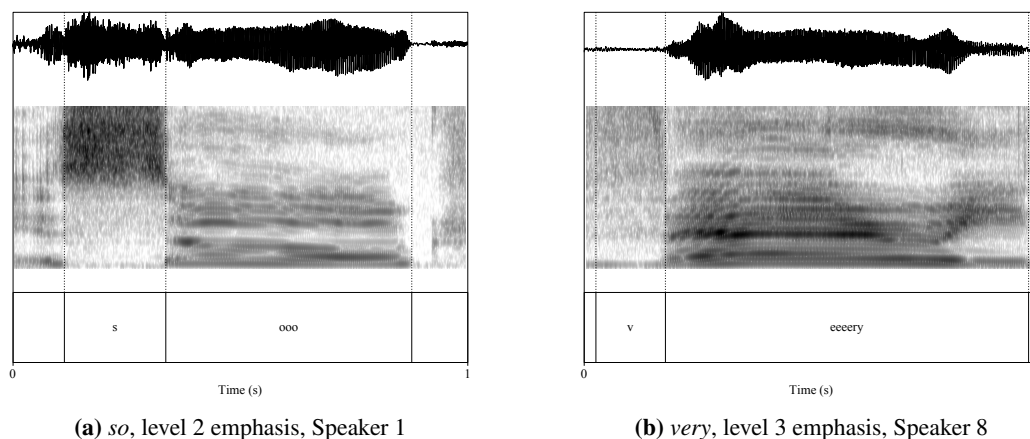 s
ooo
0
1
Time (s)
(a) so, level 2 emphasis, Speaker 1
v
eeeery
0
1
Time (s)
(b) very, level 3 emphasis, Speaker 8